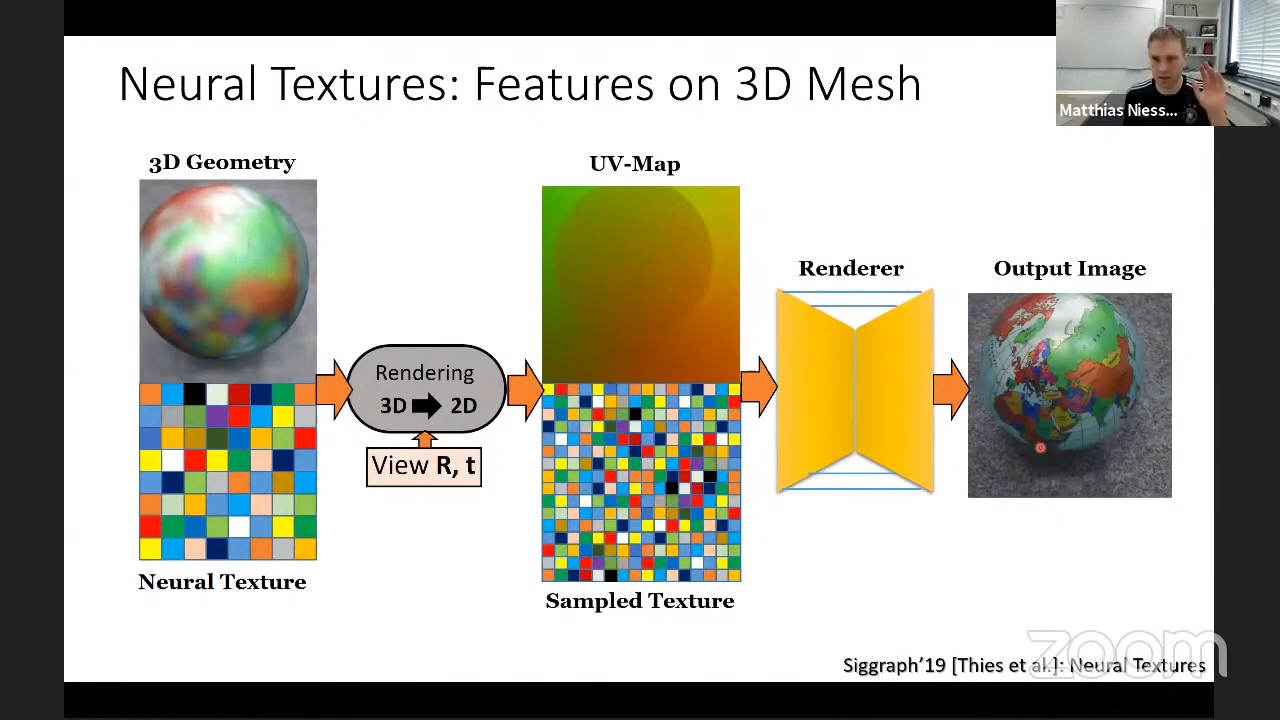 Neural Textures: Features on 3D Mesh
Matthias Niess...
3D Geometry
UV-Map
Renderer
Output Image
Rendering
3D 2D
View R, t
Neural Texture
Sampled Texture
zoom
Siggraph'19 [Thies et al.]: Neural Textures